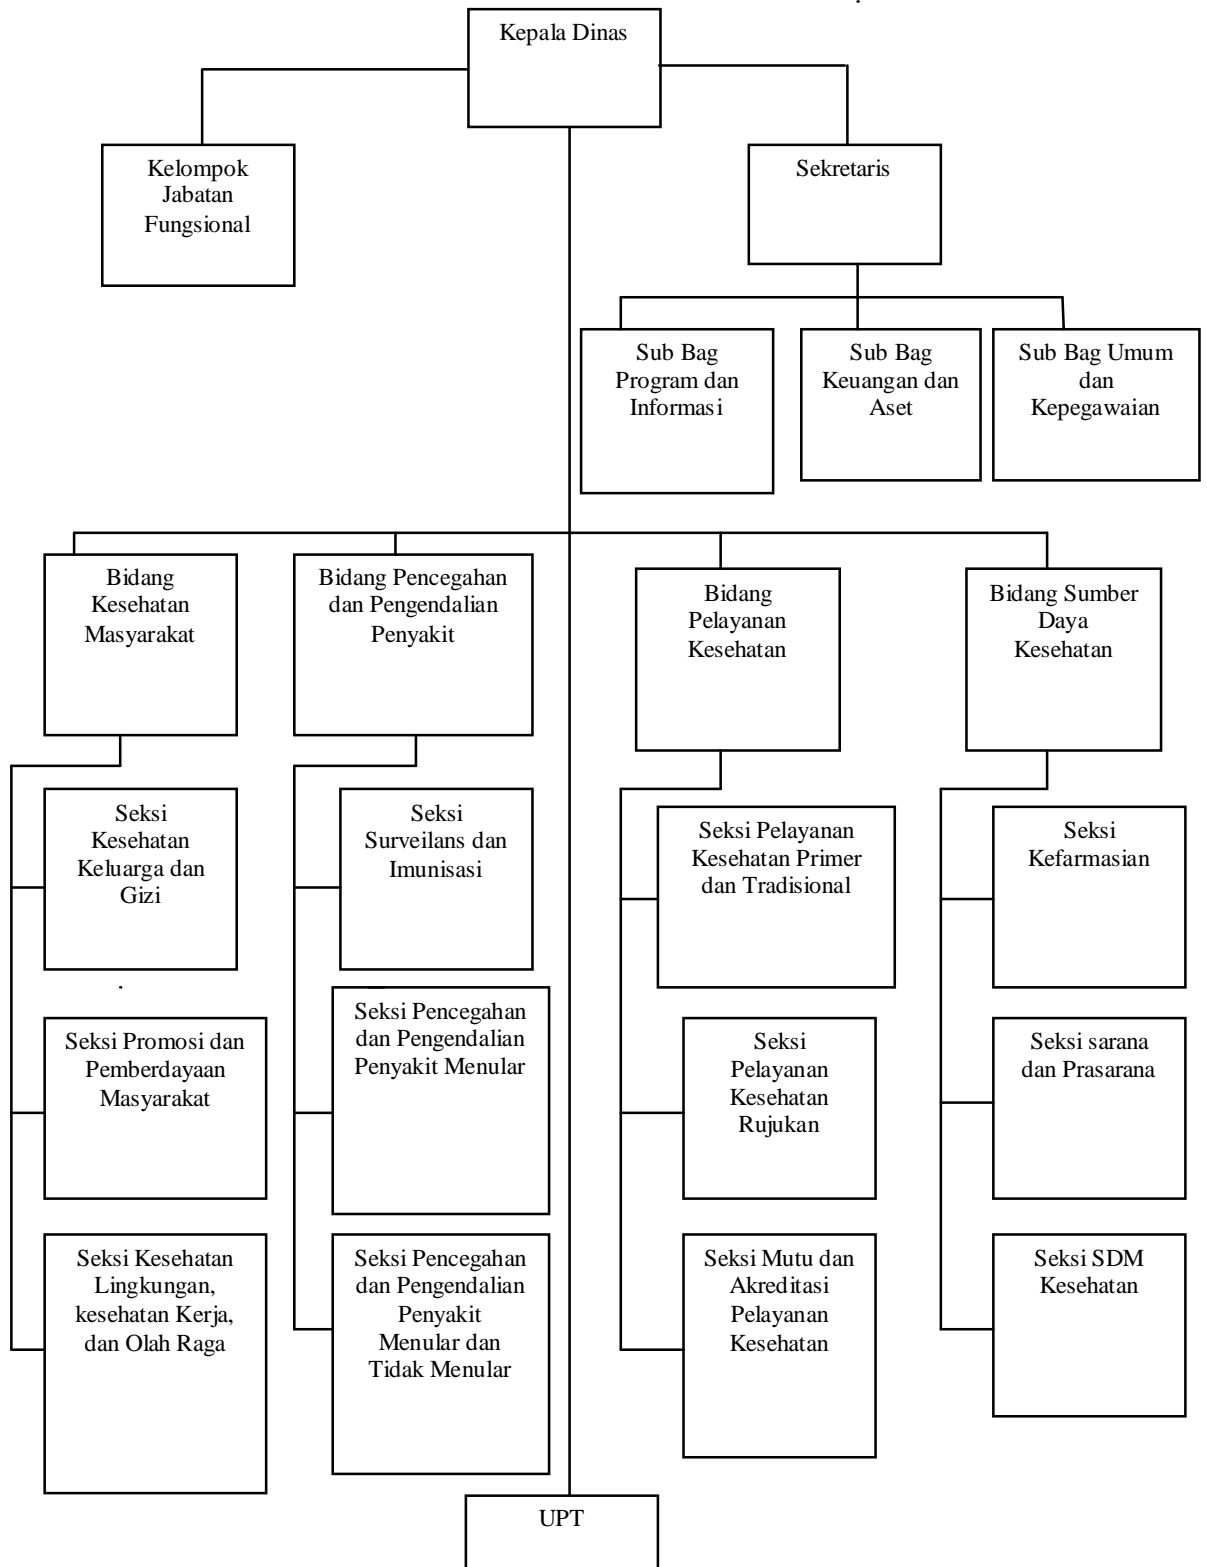 Kepala Dinas
Kelompok
Jabatan
Fungsional
Sekretaris
Sub Bag
Program dan
Informasi
Sub Bag
Keuangan dan
Aset
Sub Bag Umum
dan
Kepegawaian
Bidang
Kesehatan
Masyarakat
Bidang Pencegahan
dan Pengendalian
Penyakit
Bidang
Pelayanan
Kesehatan
Bidang Sumber
Daya
Kesehatan
Seksi
Kesehatan
Keluarga dan
Gizi
Seksi
Surveilans dan
Imunisasi
Seksi Pelayanan
Kesehatan Primer
dan Tradisional
Seksi
Kefarmasian
Seksi Promosi dan
Pemberdayaan
Masyarakat
Seksi Pencegahan
dan Pengendalian
Penyakit Menular
Seksi
Pelayanan
Kesehatan
Rujukan
Seksi sarana
dan Prasarana
Seksi Kesehatan
Lingkungan,
kesehatan Kerja,
dan Olah Raga
Seksi Pencegahan
dan Pengendalian
Penyakit
Menular dan
Tidak Menular
Seksi Mutu dan
Akreditasi
Pelayanan
Kesehatan
Seksi SDM
Kesehatan
UPT